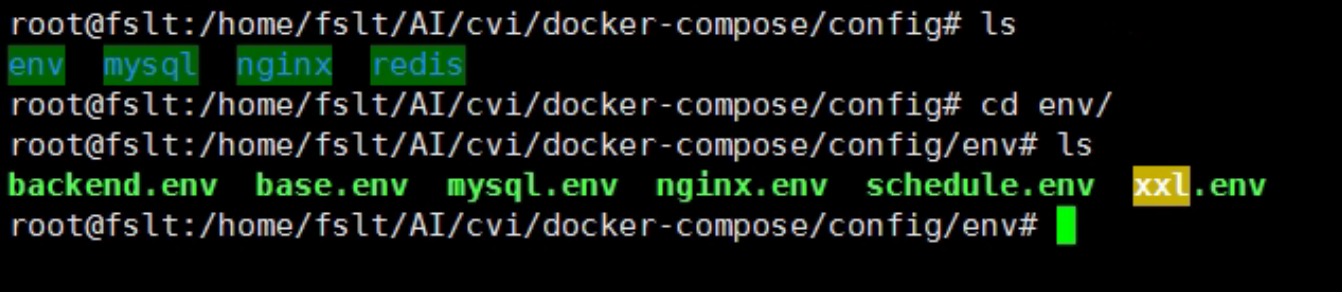 root@fslt:/home/fslt/AI/cvi/docker-compose/config# ls
env  mysql  nginx  redis
root@fslt:/home/fslt/AI/cvi/docker-compose/config# cd env/
root@fslt:/home/fslt/AI/cvi/docker-compose/config/env# ls
backend.env  base.env  mysql.env  nginx.env  schedule.env  xxl.env
root@fslt:/home/fslt/AI/cvi/docker-compose/config/env#